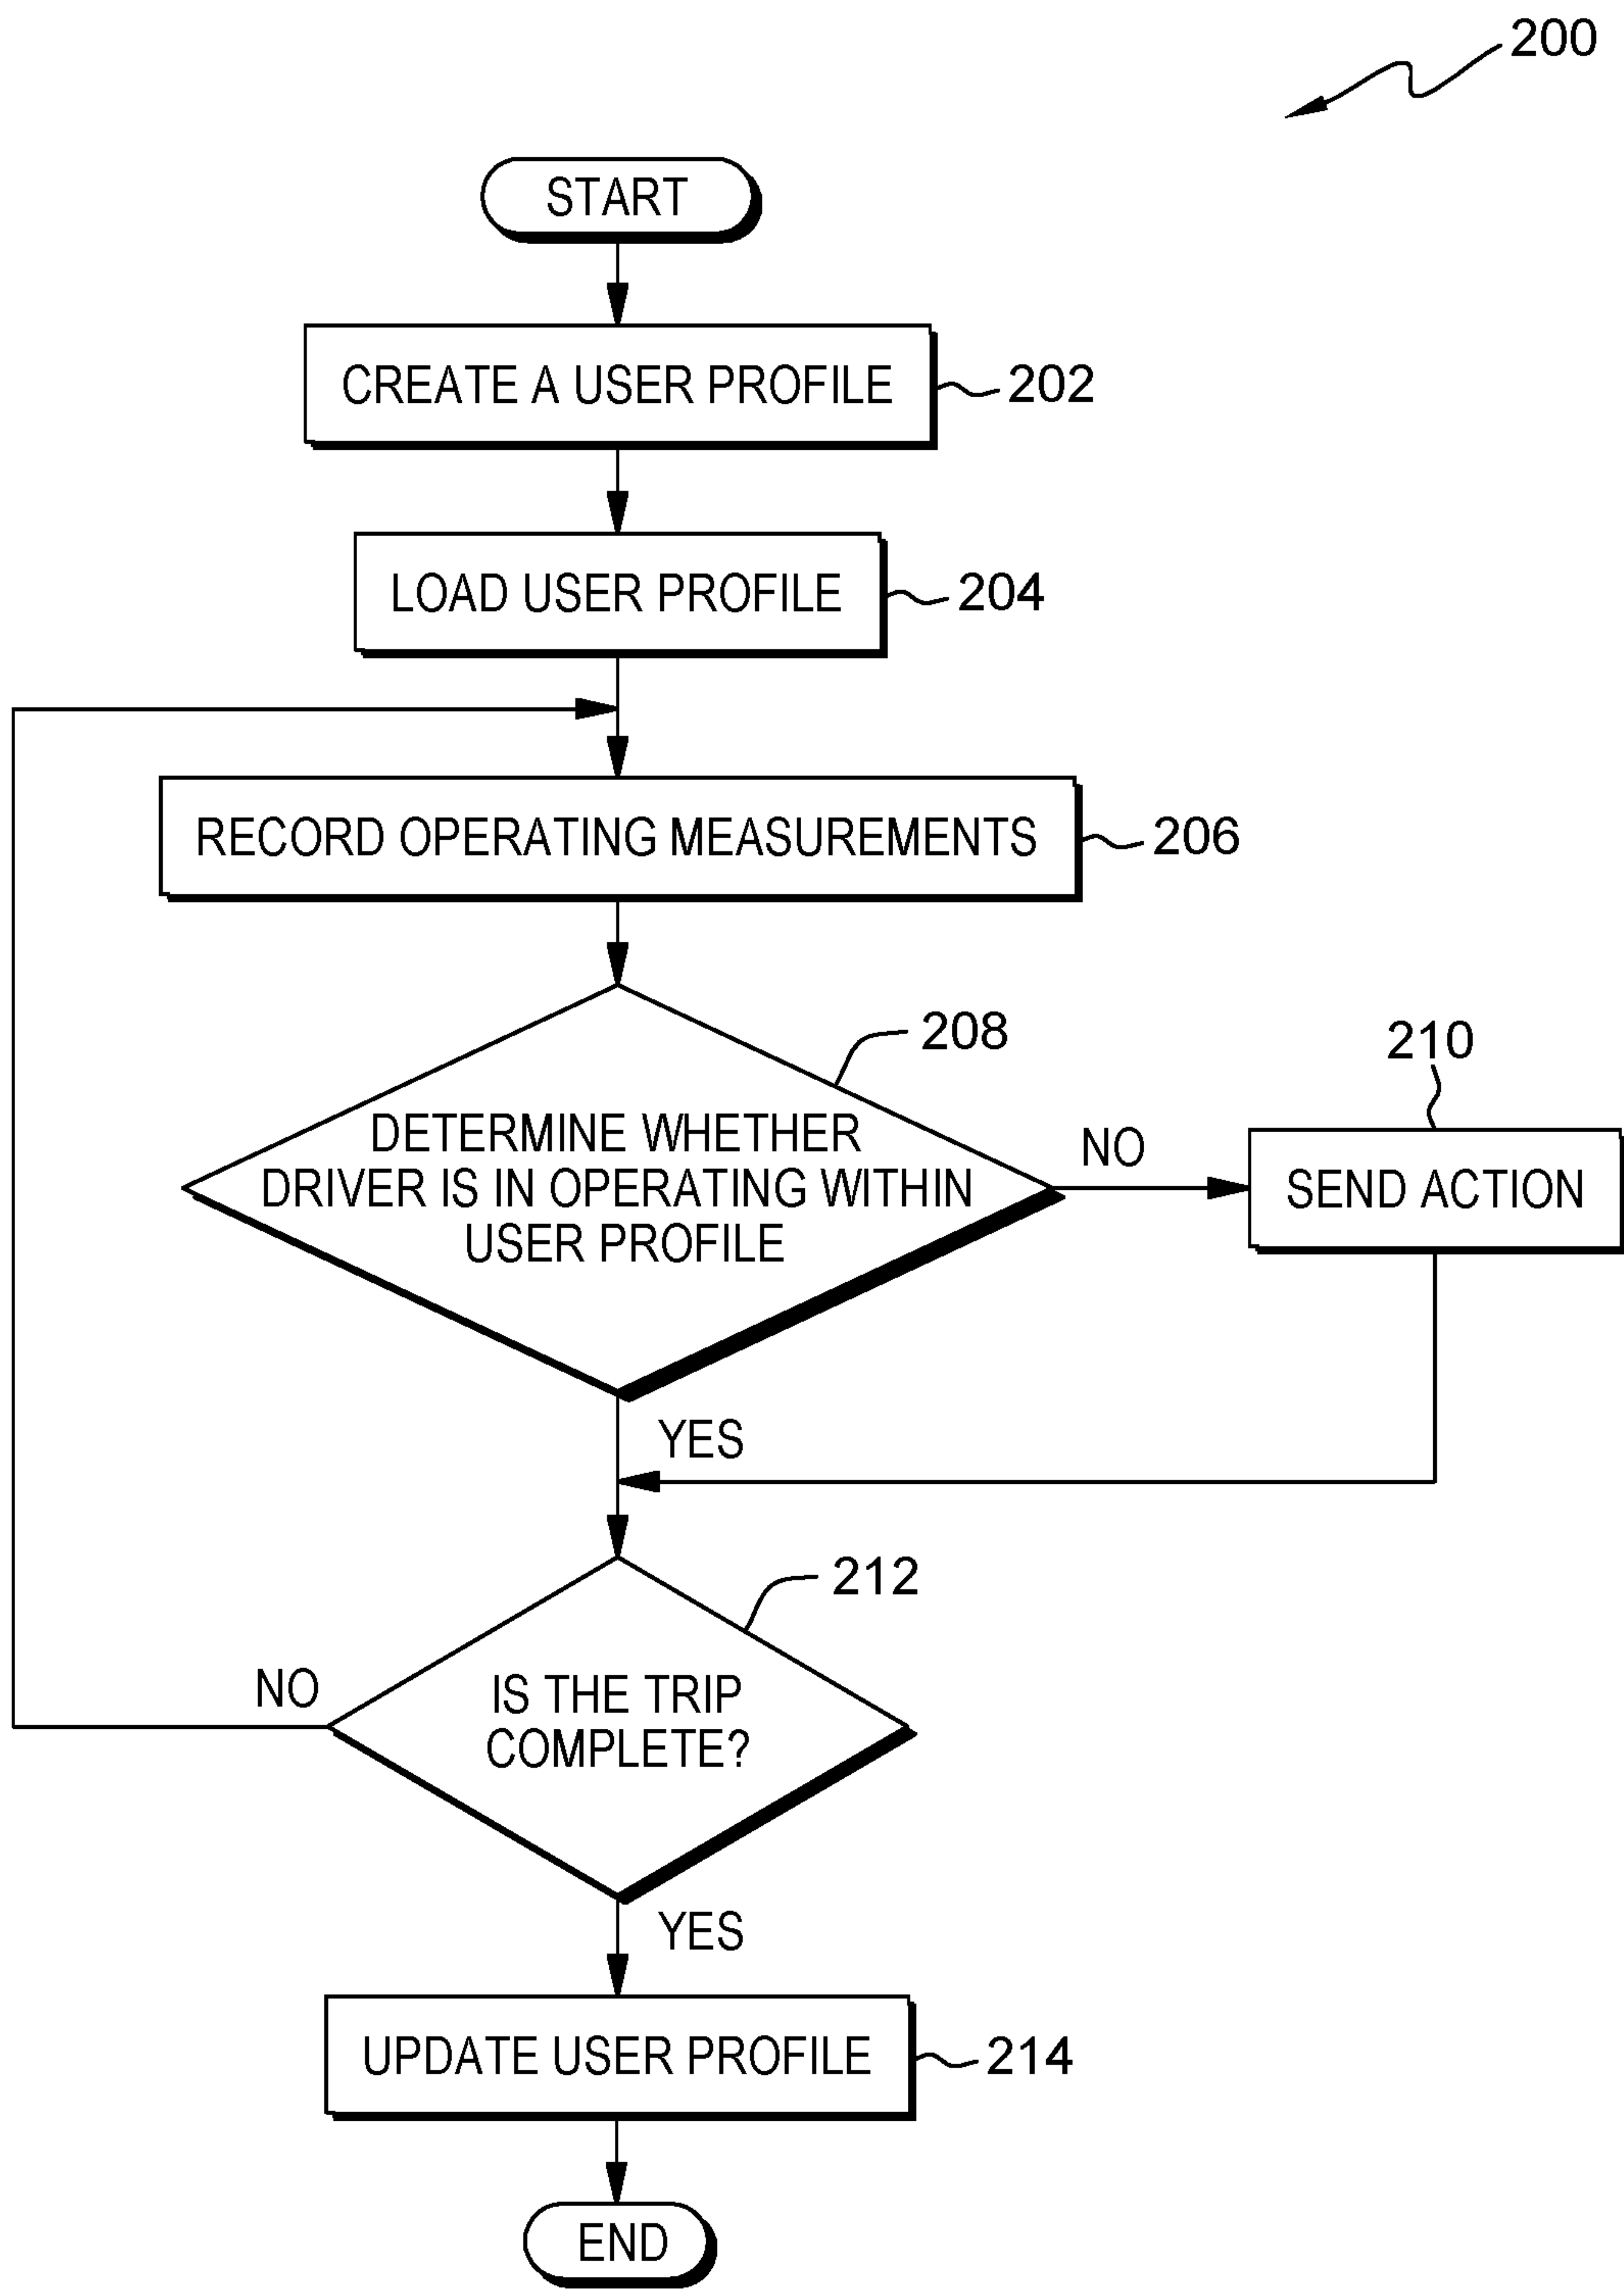 200
START
CREATE A USER PROFILE
202
LOAD USER PROFILE
204
RECORD OPERATING MEASUREMENTS
206
208
210
DETERMINE WHETHER
DRIVER IS IN OPERATING WITHIN
USER PROFILE
NO
SEND ACTION
YES
212
IS THE TRIP
COMPLETE?
NO
YES
UPDATE USER PROFILE
214
END